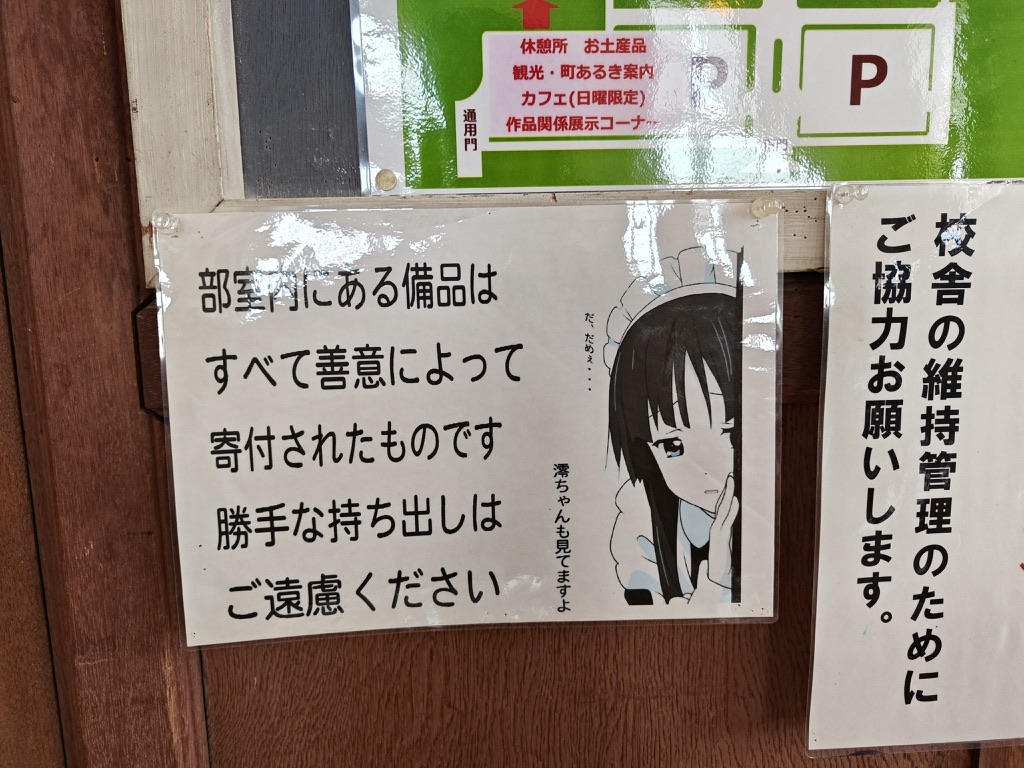 休憩所　お土産品
観光・町あるき案内
カフェ(日曜限定)
作品関係展示コーナー
通用門
P
P
部室内にある備品は
すべて善意によって
寄付されたものです
勝手な持ち出しは
ご遠慮ください
だ、だめぇ・・・
澪ちゃんも見てますよ
校舎の維持管理のために
ご協力お願いします。